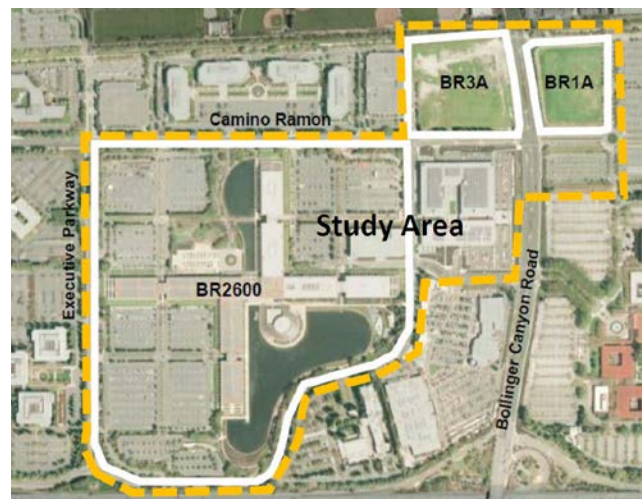 BR3A
BR1A
Camino Ramon
Study Area
Executive Parkway
BR2600
Bollinger Canyon Road